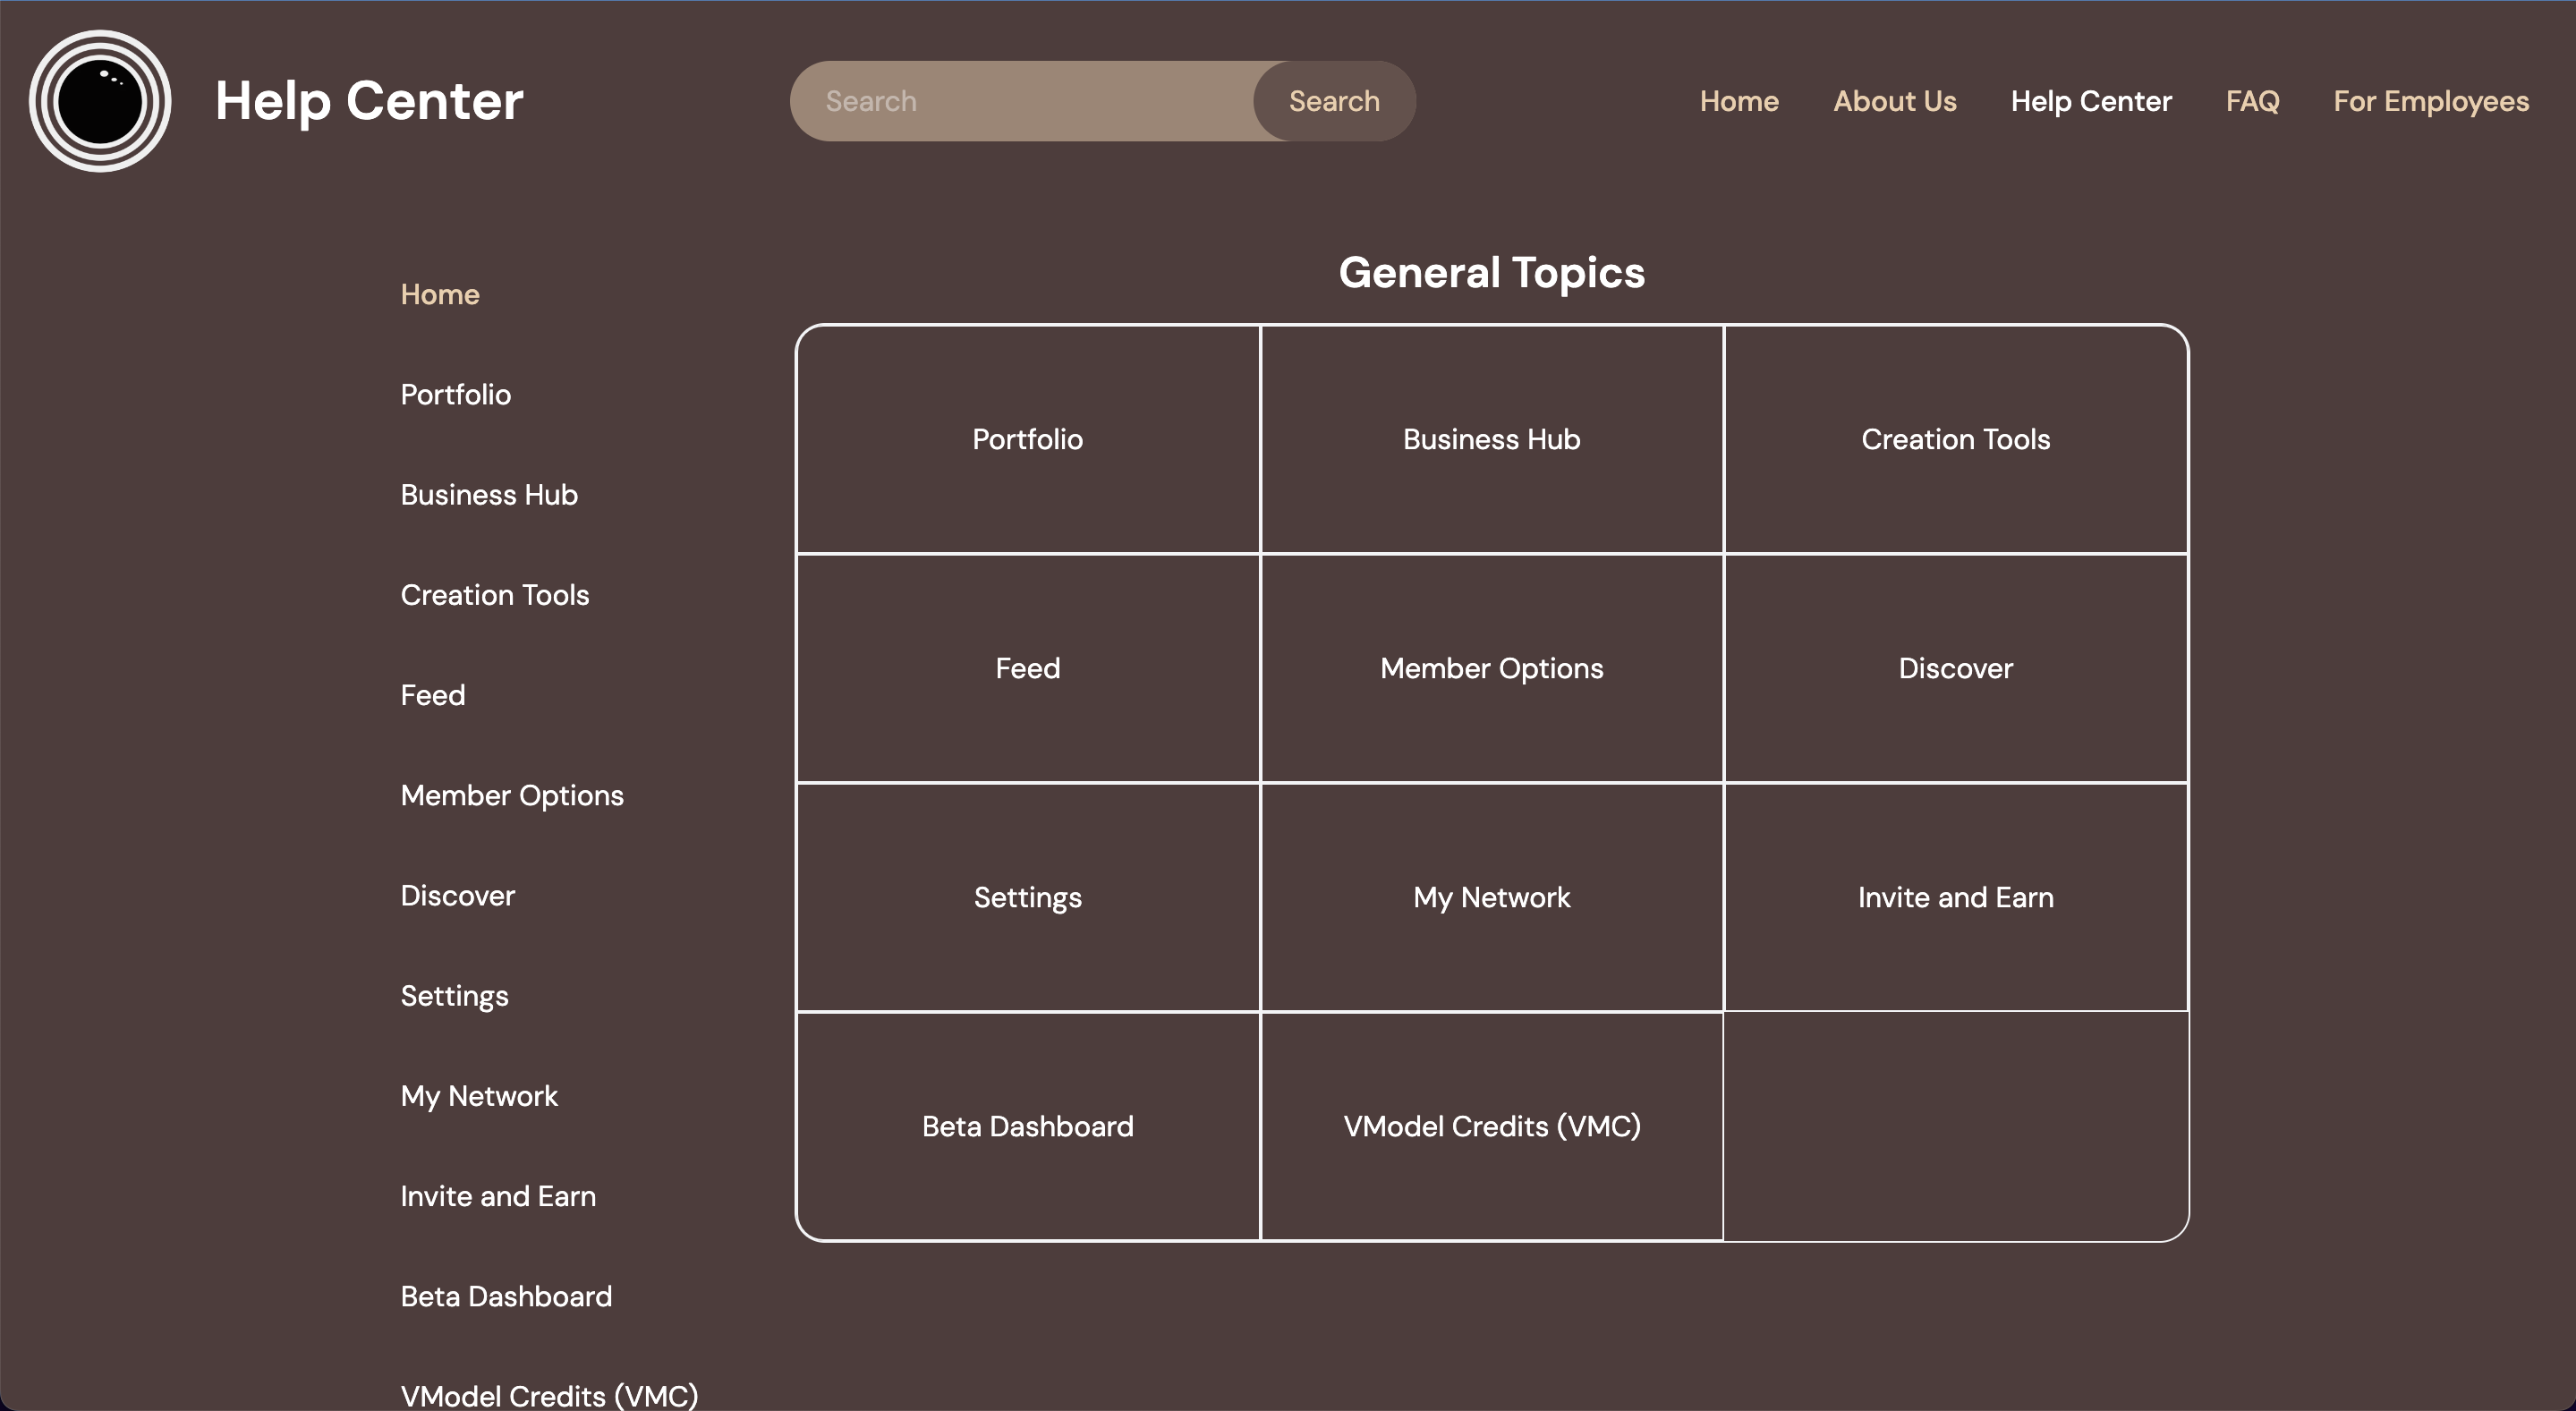 Help Center
Search
Search
Home
About Us
Help Center
FAQ
For Employees
Home
Portfolio
Business Hub
Creation Tools
Feed
Member Options
Discover
Settings
My Network
Invite and Earn
Beta Dashboard
VModel Credits (VMC)
General Topics
Portfolio
Business Hub
Creation Tools
Feed
Member Options
Discover
Settings
My Network
Invite and Earn
Beta Dashboard
VModel Credits (VMC)